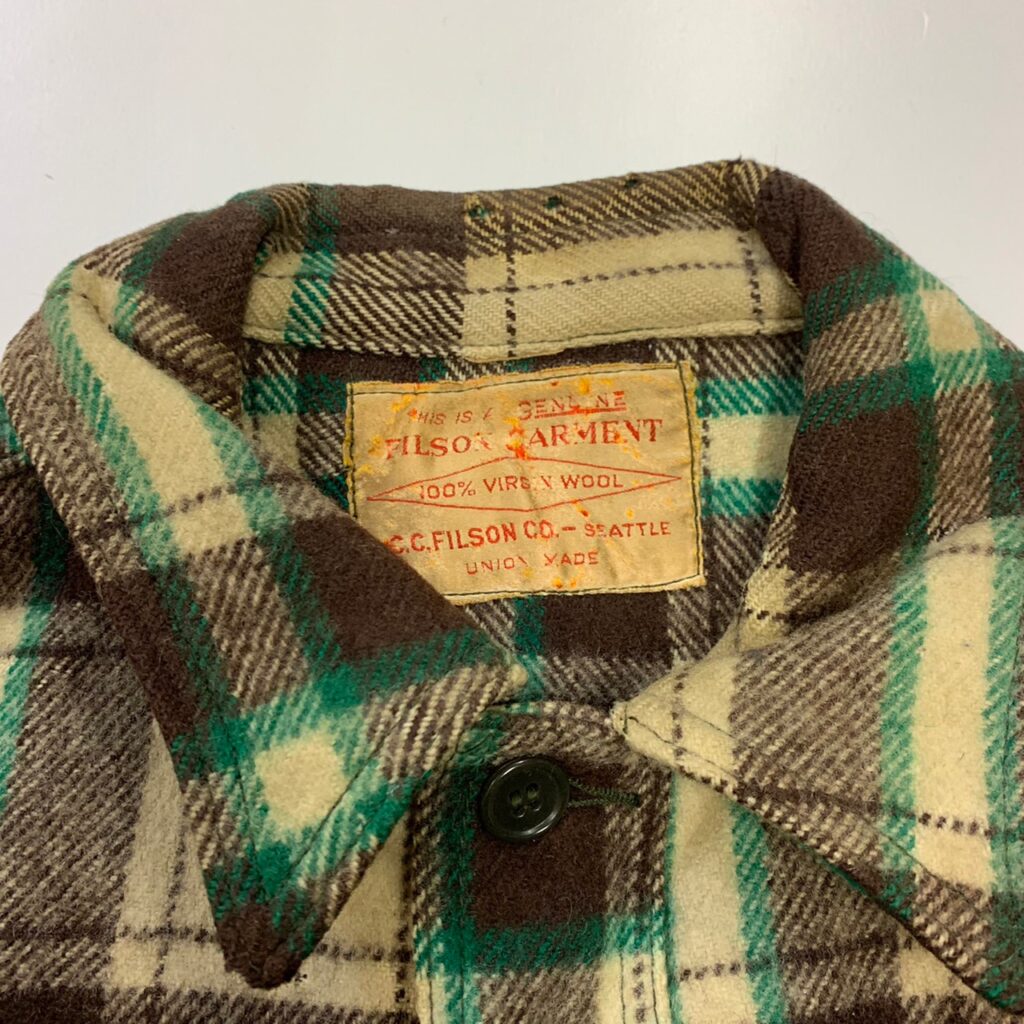 THIS IS A GENUINE
FILSON GARMENT
100% VIRGIN WOOL
C.C. FILSON CO. - SEATTLE
UNION MADE